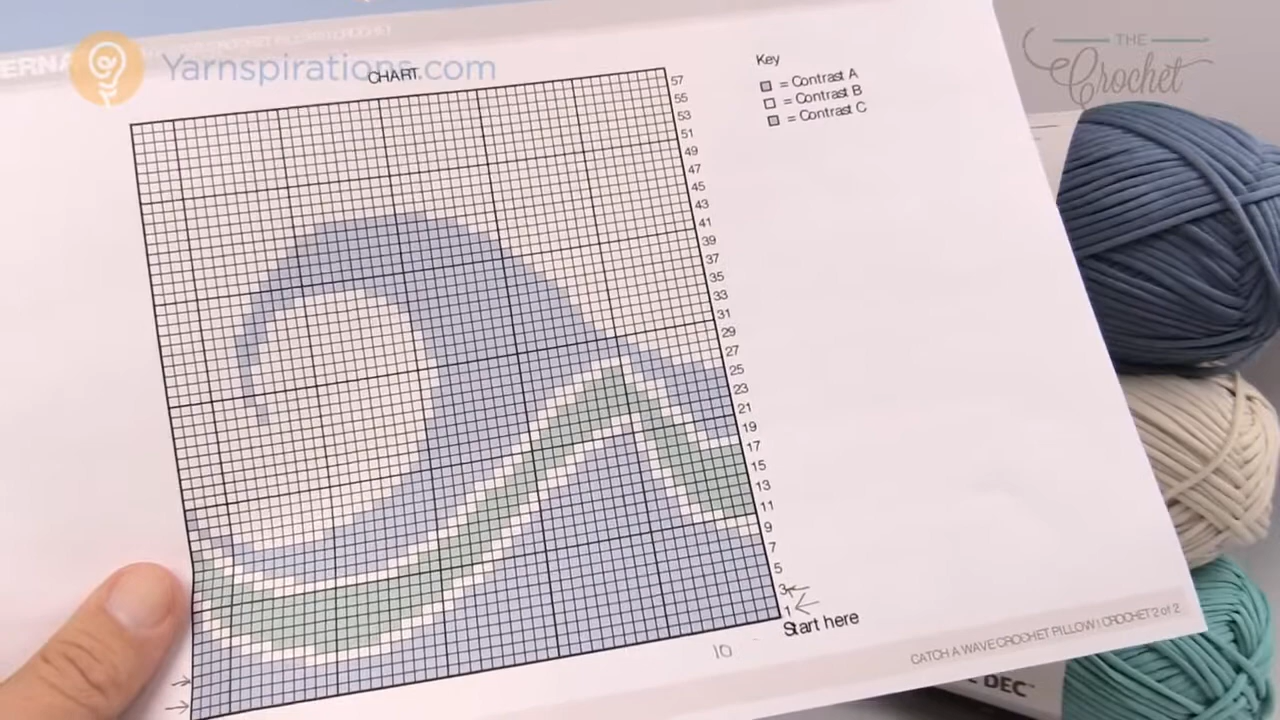 ERNA
Yarnspirations.com
THE
Crochet
CHART
Key
= Contrast A
= Contrast B
= Contrast C
57
55
53
51
49
47
45
43
41
39
37
35
33
31
29
27
25
23
21
19
17
15
13
11
9
7
5
3
1
Start here
10
CATCH A WAVE CROCHET PILLOW | CROCHET 2 of 2
DEC